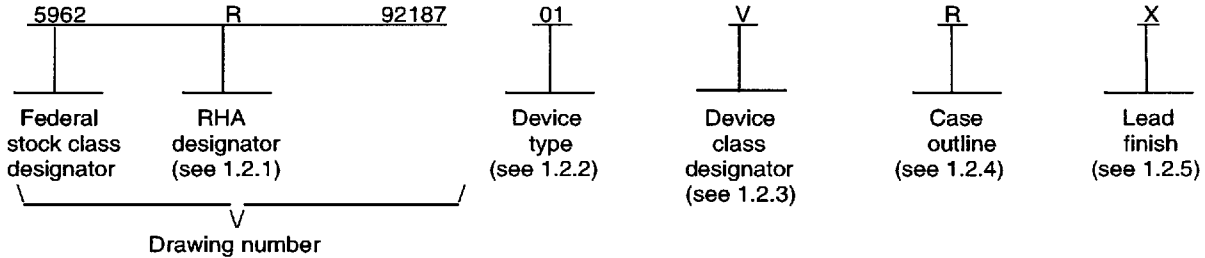 5962 R 92187 01 V R X
Federal stock class designator
RHA designator (see 1.2.1)
Device type (see 1.2.2)
Device class designator (see 1.2.3)
Case outline (see 1.2.4)
Lead finish (see 1.2.5)
\ / V
Drawing number